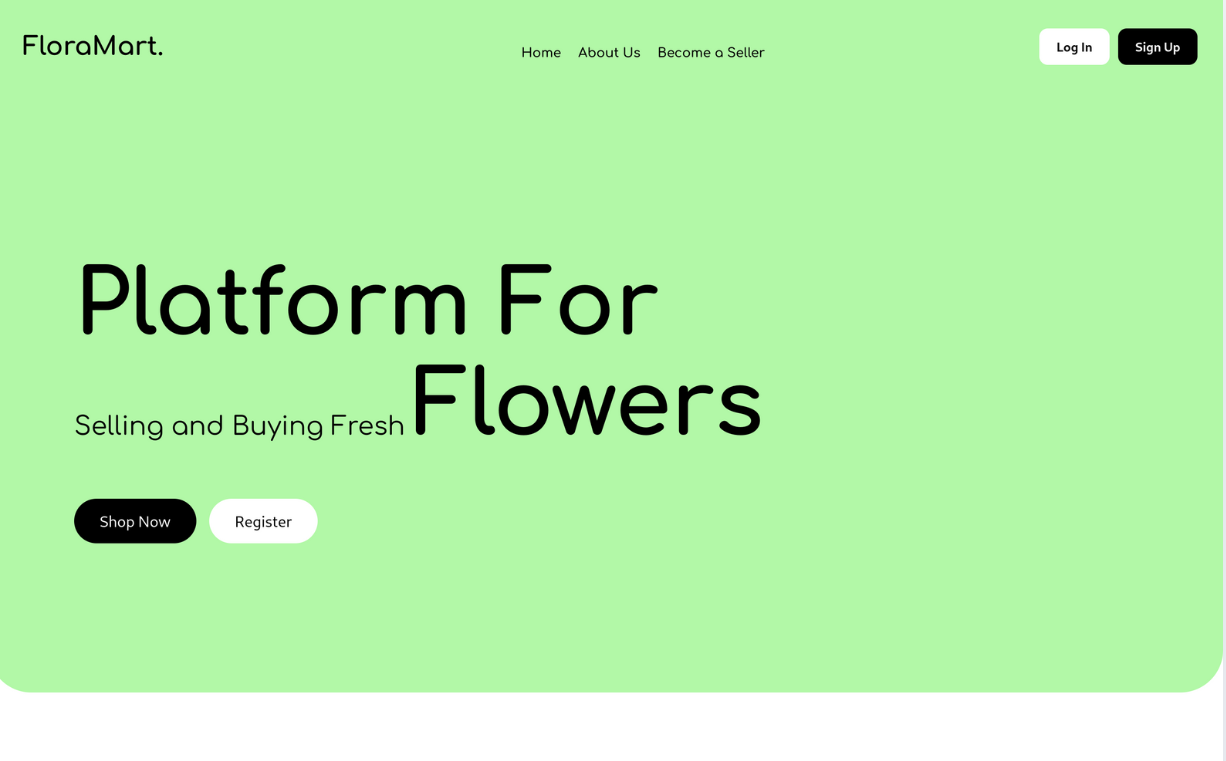 FloraMart.
Home About Us Become a Seller
Log In Sign Up
Platform For
Selling and Buying Fresh Flowers
Shop Now Register